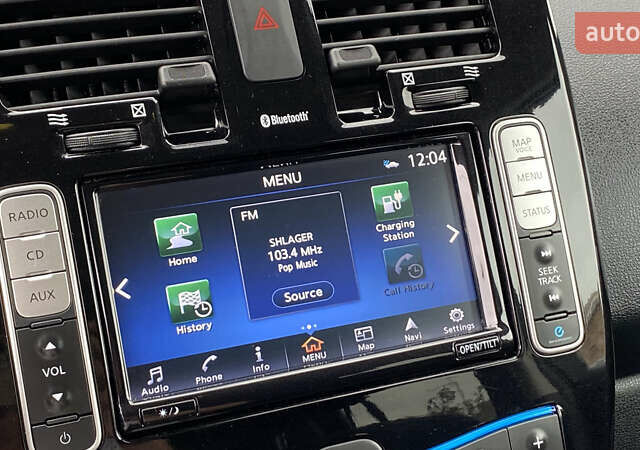 auto
Bluetooth
MENU
12:04
MAP
VOICE
MENU
STATUS
SEEK
TRACK
RADIO
CD
AUX
VOL
Home
FM
SHLAGER
103.4 MHz
Pop Music
Source
Charging
Station
History
Call History
Audio
Phone
Info
MENU
Map
Navi
Settings
OPEN/TILT